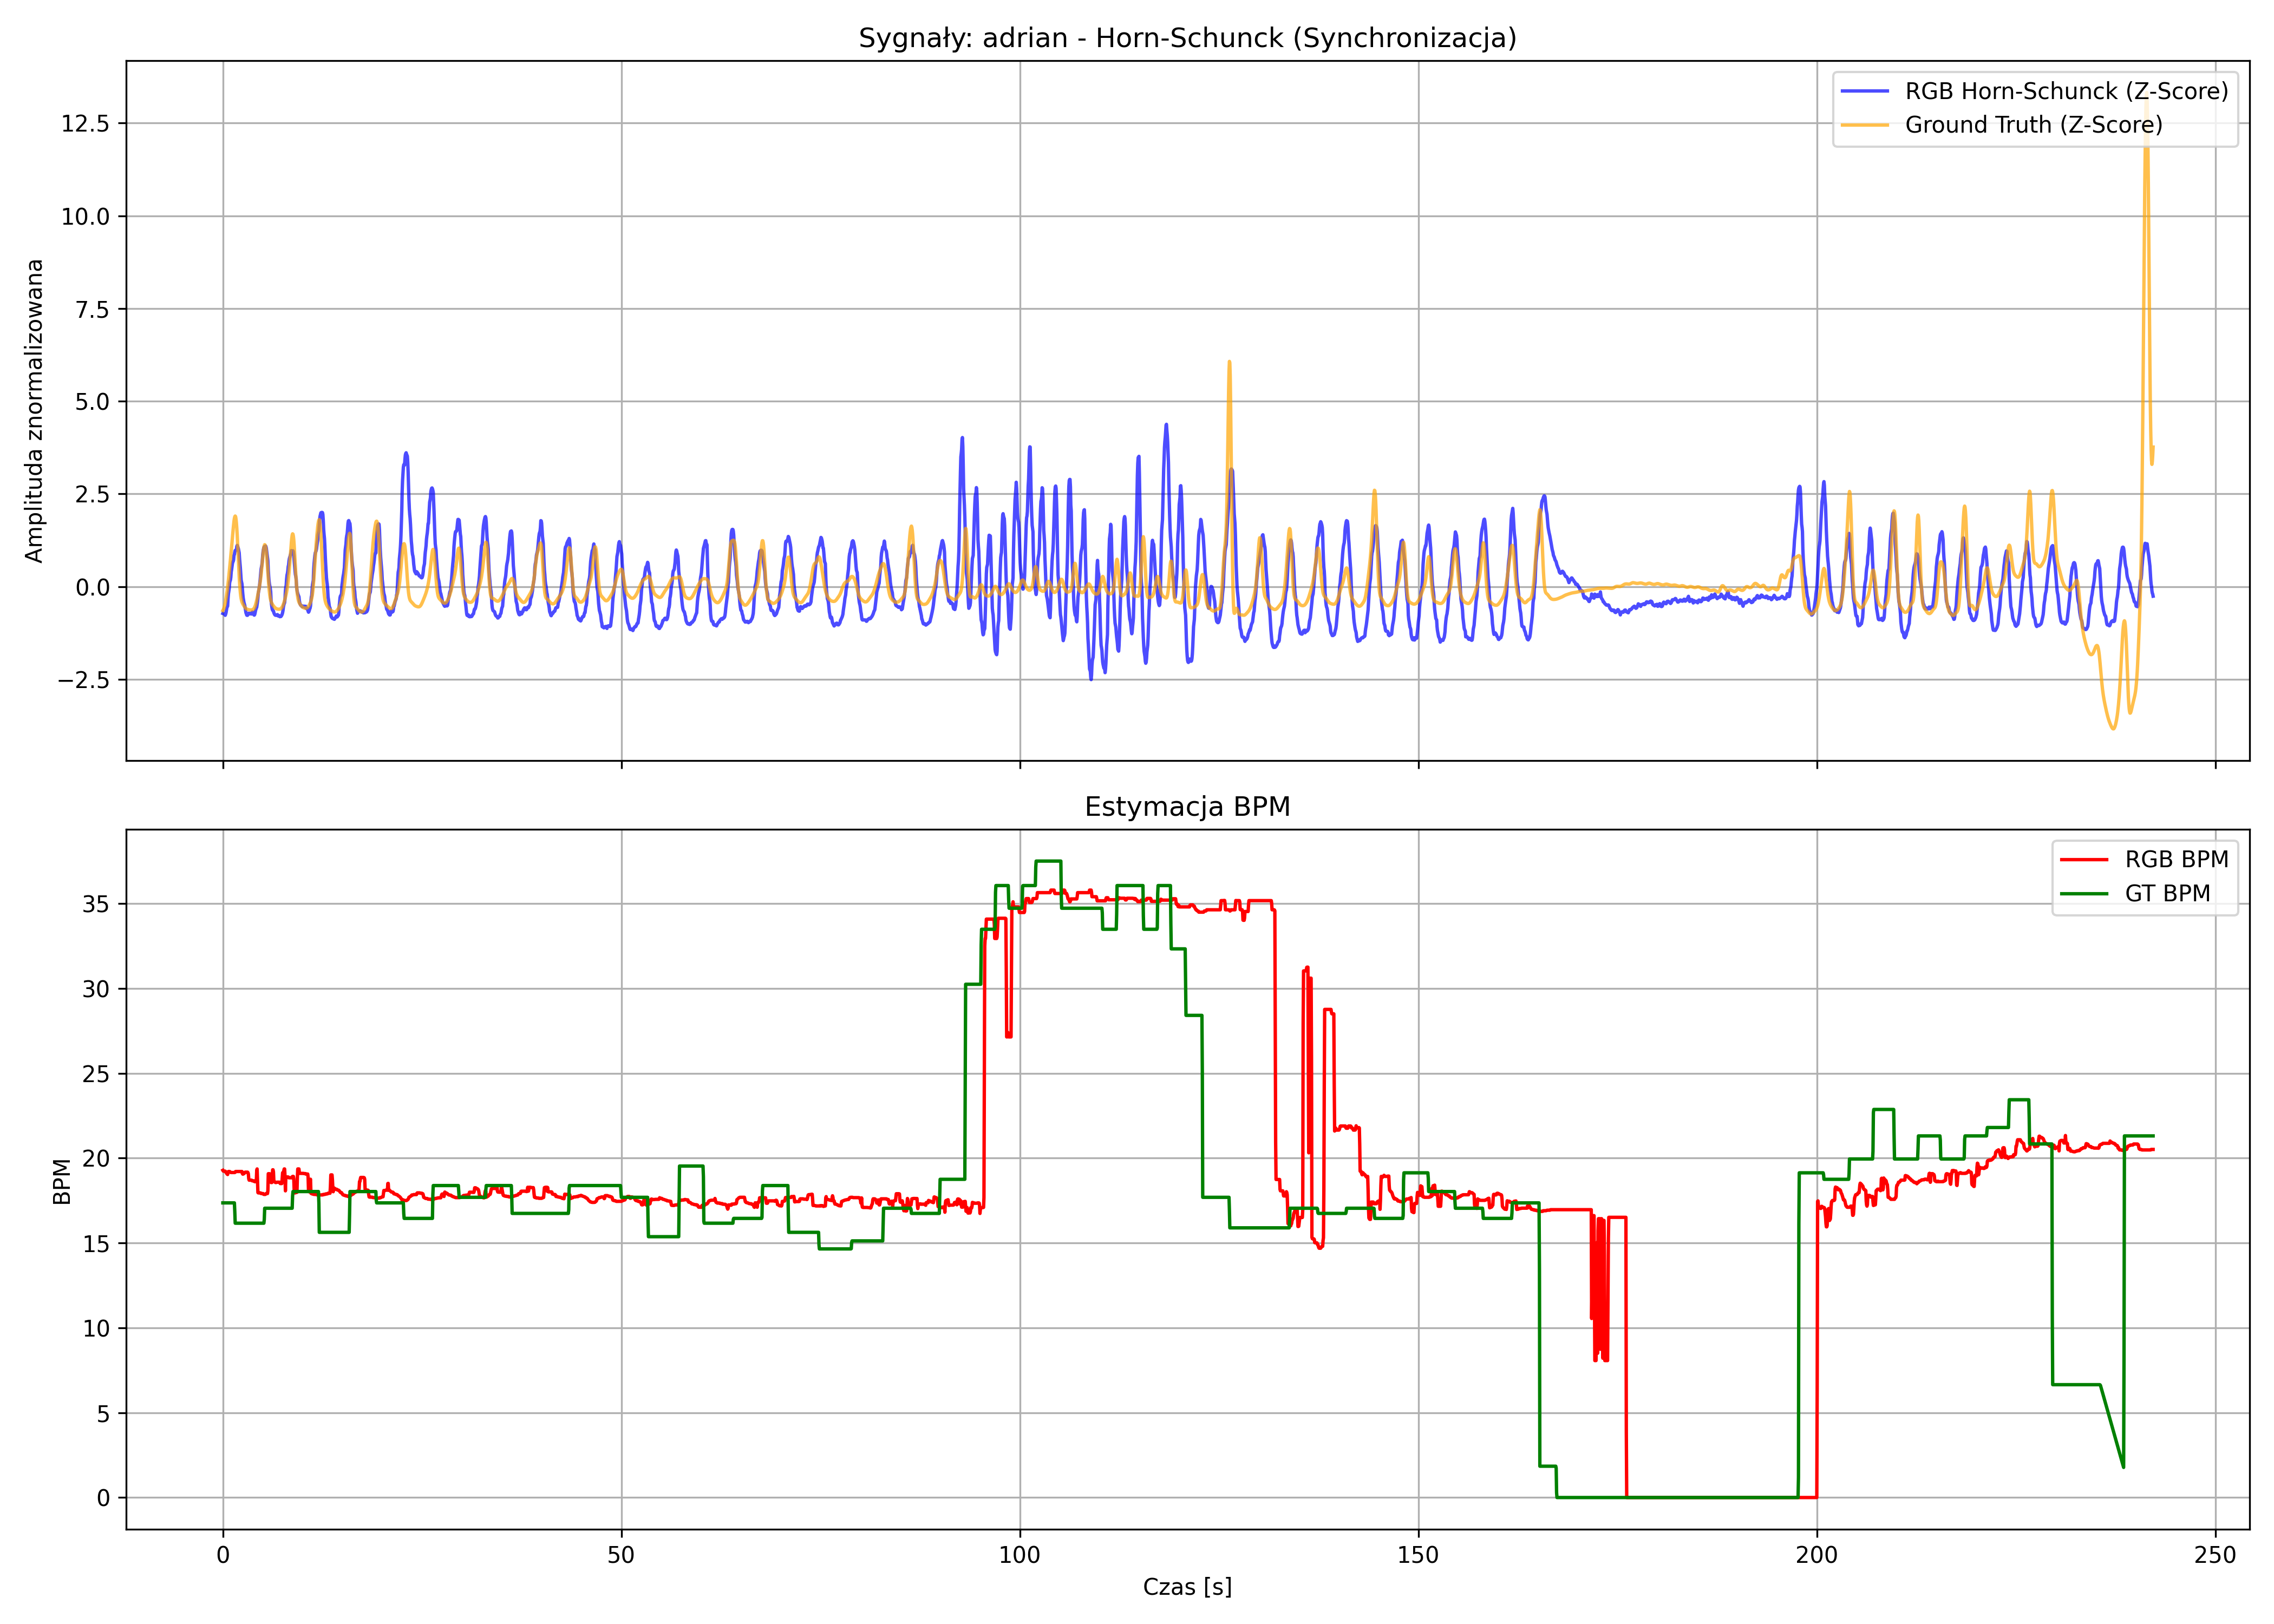 Sygnały: adrian - Horn-Schunck (Synchronizacja)
RGB Horn-Schunck (Z-Score)
Ground Truth (Z-Score)
Amplituda znormalizowana
12.5
10.0
7.5
5.0
2.5
0.0
−2.5
Estymacja BPM
RGB BPM
GT BPM
BPM
35
30
25
20
15
10
5
0
0 50 100 150 200 250
Czas [s]